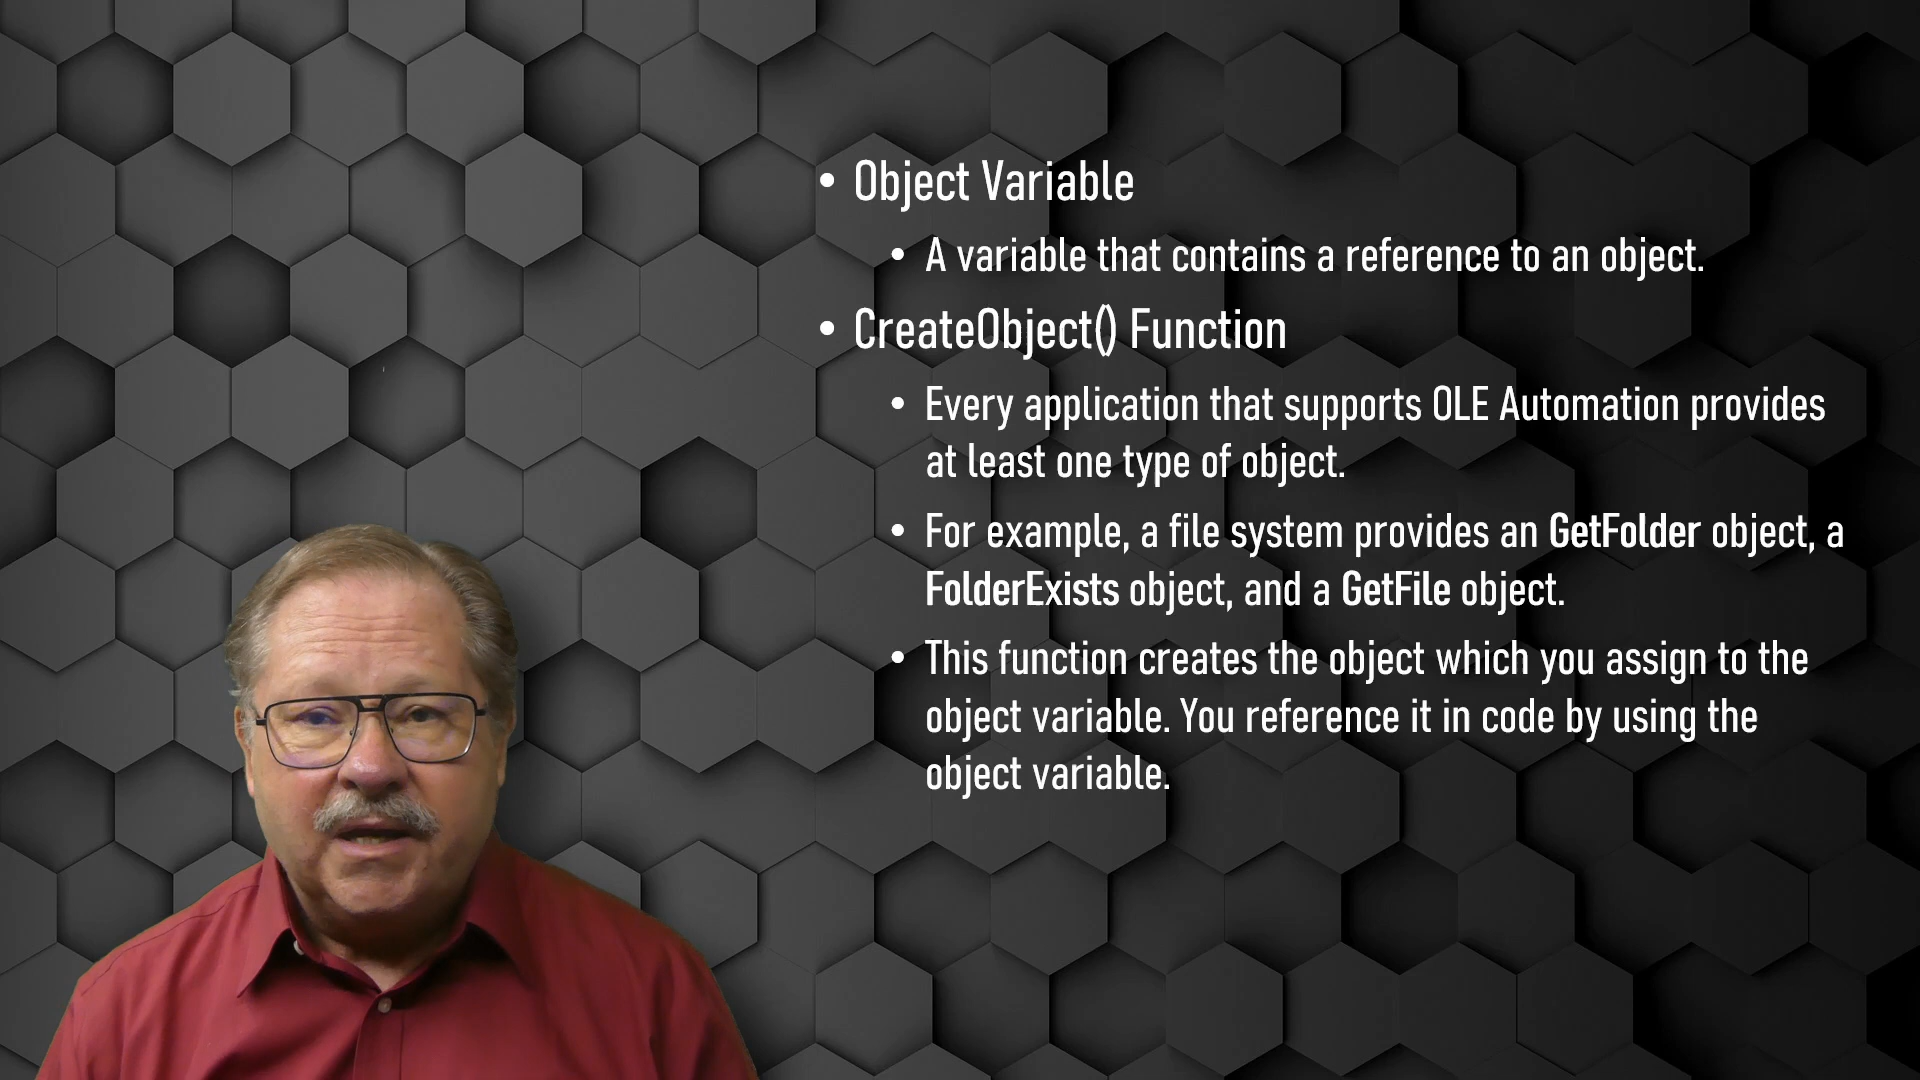 • Object Variable
• A variable that contains a reference to an object.
• CreateObject() Function
• Every application that supports OLE Automation provides
at least one type of object.
• For example, a file system provides an GetFolder object, a
FolderExists object, and a GetFile object.
• This function creates the object which you assign to the
object variable. You reference it in code by using the
object variable.